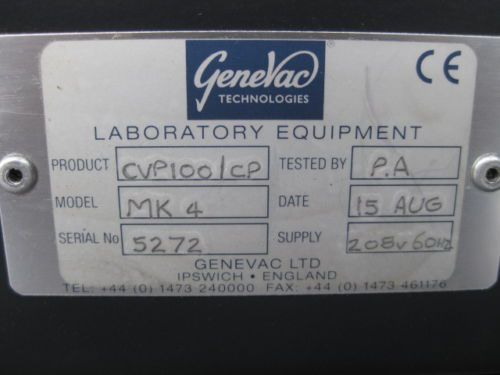 GeneVac
TECHNOLOGIES
CE
LABORATORY EQUIPMENT
PRODUCT CVP100/CP TESTED BY P.A
MODEL MK 4 DATE 15 AUG
SERIAL No 5272 SUPPLY 208v 60Hz
GENEVAC LTD
IPSWICH • ENGLAND
TEL: +44 (0) 1473 240000 FAX: +44 (0) 1473 461176